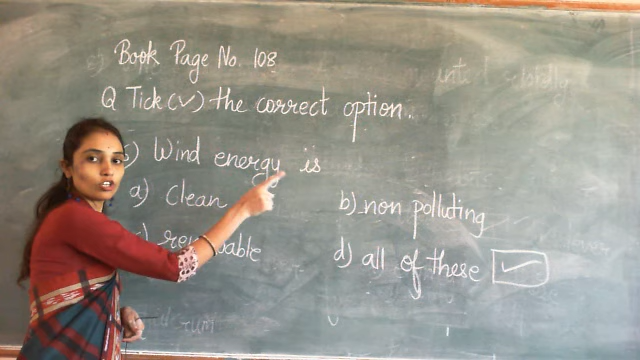 Book Page No. 108
Q Tick (✓) the correct option.
) Wind energy is
a) Clean
b) non polluting
d) all of these ✓